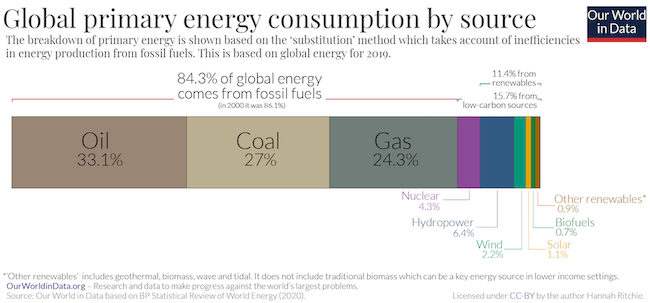 Global primary energy consumption by source
Our World
in Data
The breakdown of primary energy is shown based on the 'substitution' method which takes account of inefficiencies
in energy production from fossil fuels. This is based on global energy for 2019.
84.3% of global energy
comes from fossil fuels
(in 2000 it was 86.1%)
11.4% from
renewables
15.7% from
low-carbon sources
Oil
33.1%
Coal
27%
Gas
24.3%
Nuclear
4.3%
Hydropower
6.4%
Wind
2.2%
Solar
1.1%
Biofuels
0.7%
Other renewables*
0.9%
*'Other renewables' includes geothermal, biomass, wave and tidal. It does not include traditional biomass which can be a key energy source in lower income settings.
OurWorldinData.org – Research and data to make progress against the world's largest problems.
Source: Our World in Data based on BP Statistical Review of World Energy (2020).
Licensed under CC-BY by the author Hannah Ritchie.